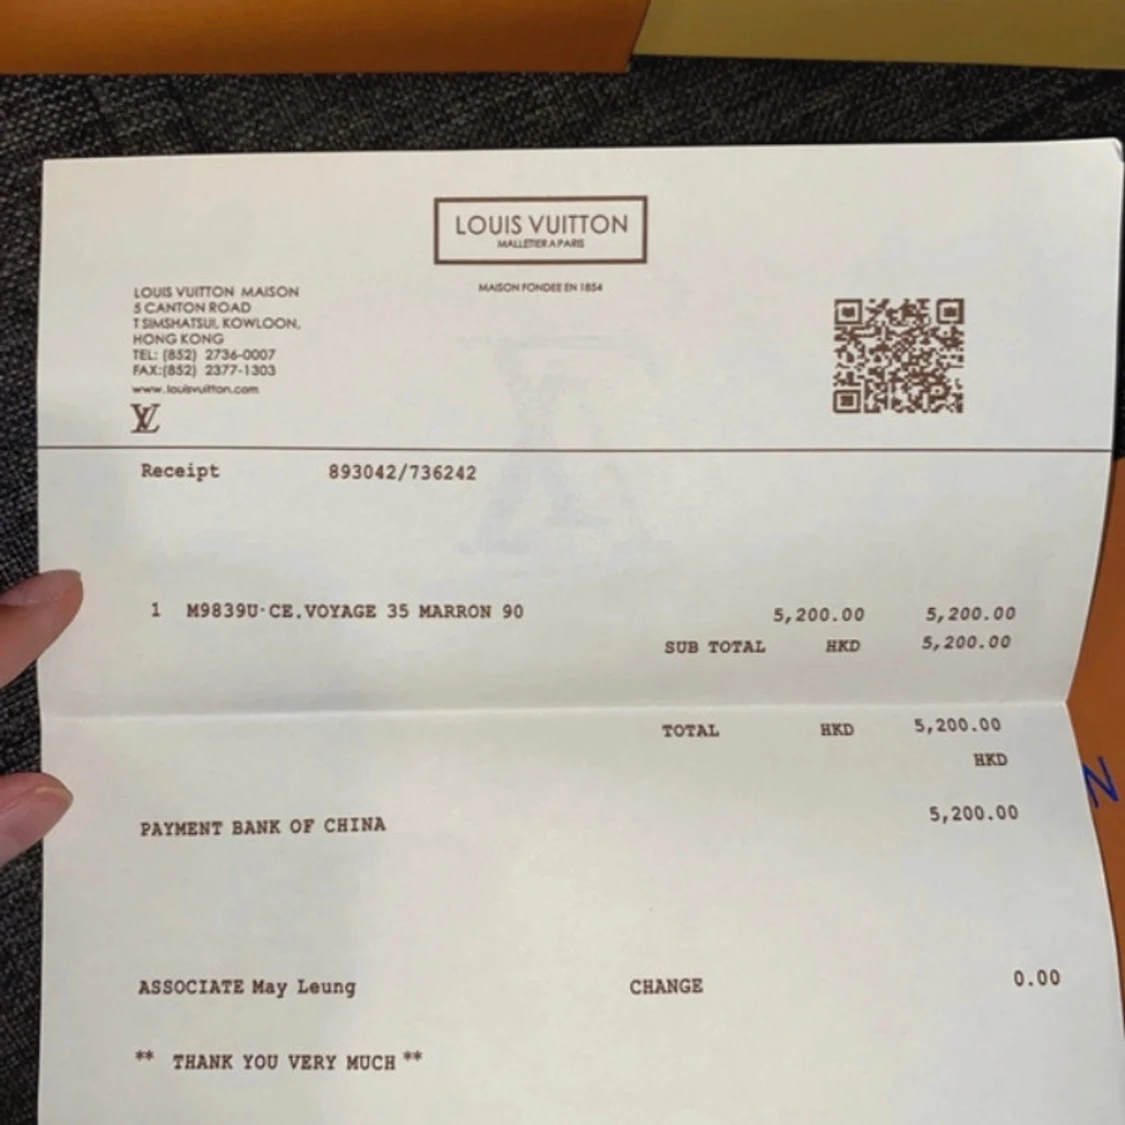 LOUIS VUITTON
MALLETIER A PARIS
MAISON FONDEE EN 1854
LOUIS VUITTON MAISON
5 CANTON ROAD
T SIMSHATSUI, KOWLOON,
HONG KONG
TEL: (852) 2736-0007
FAX:(852) 2377-1303
www.louisvuitton.com
LV
Receipt 893042/736242
1 M9839U·CE.VOYAGE 35 MARRON 90 5,200.00 5,200.00
SUB TOTAL HKD 5,200.00
TOTAL HKD 5,200.00
HKD
PAYMENT BANK OF CHINA 5,200.00
ASSOCIATE May Leung CHANGE 0.00
** THANK YOU VERY MUCH **
N